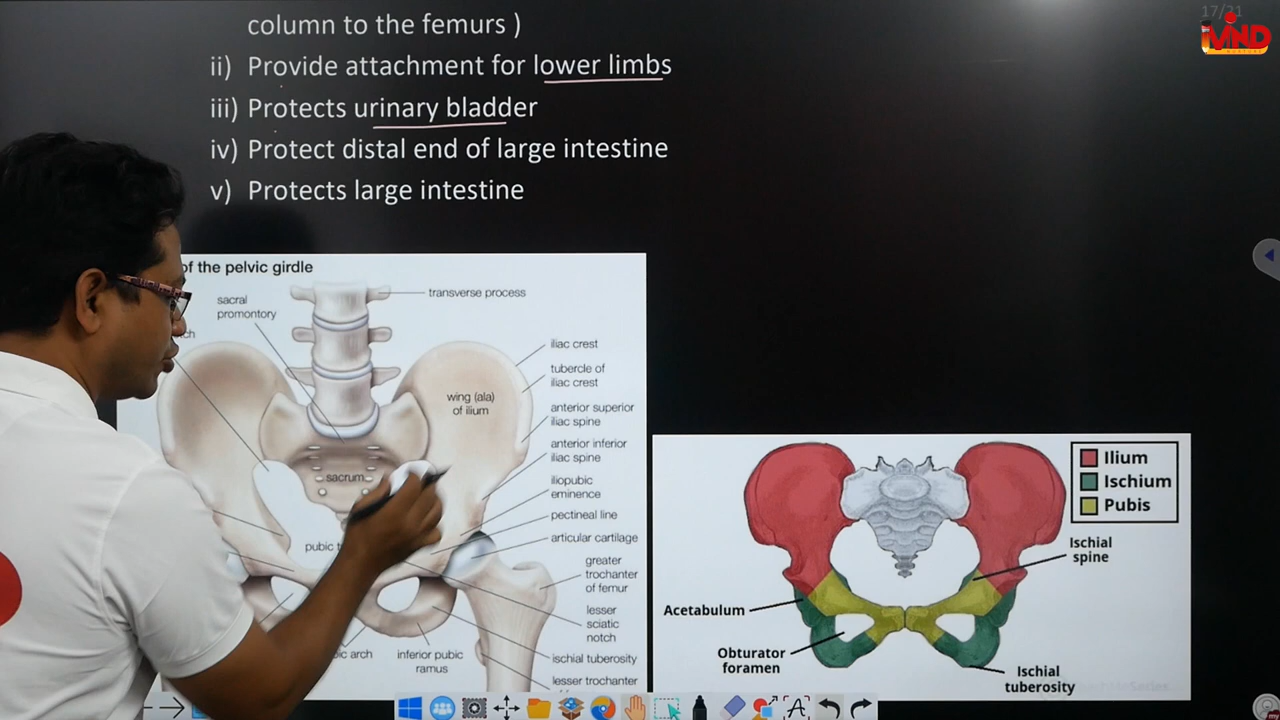 17/21
column to the femurs )
ii) Provide attachment for lower limbs
iii) Protects urinary bladder
iv) Protect distal end of large intestine
v) Protects large intestine
of the pelvic girdle
sacral
promontory
transverse process
iliac crest
tubercle of
iliac crest
wing (ala)
of ilium
anterior superior
iliac spine
anterior inferior
iliac spine
sacrum
iliopubic
eminence
pectineal line
articular cartilage
pubic
greater
trochanter
of femur
lesser
sciatic
notch
arch
inferior pubic
ramus
ischial tuberosity
lesser trochanter
Ilium
Ischium
Pubis
Ischial
spine
Acetabulum
Obturator
foramen
Ischial
tuberosity